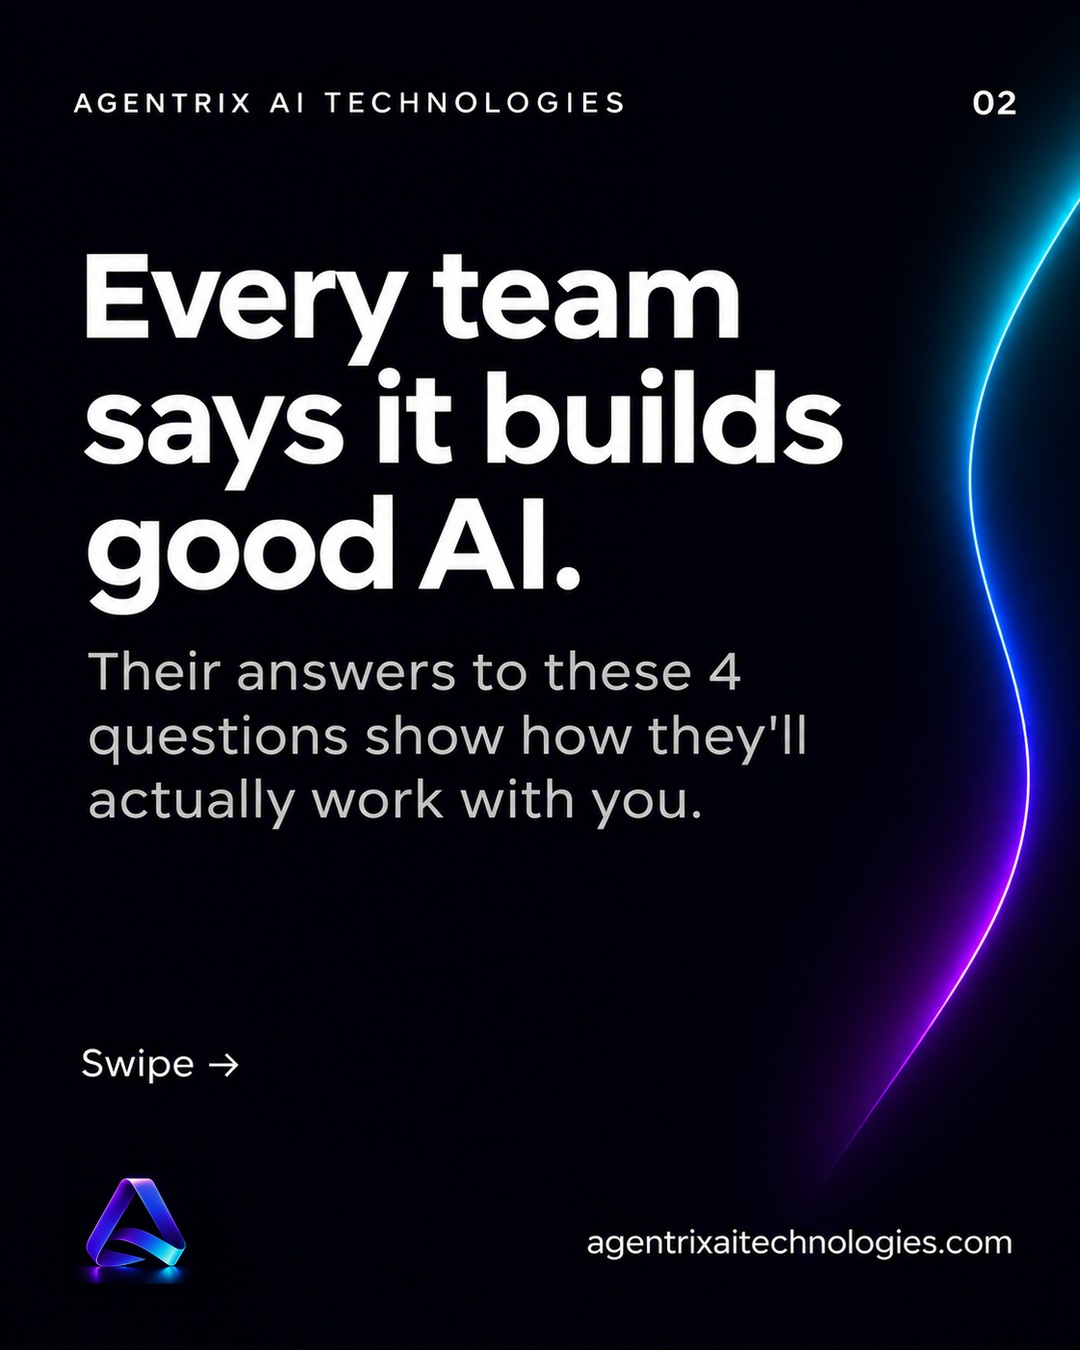 AGENTRIX AI TECHNOLOGIES
02
Every team
says it builds
good AI.
Their answers to these 4
questions show how they'll
actually work with you.
Swipe →
agentrixaitechnologies.com